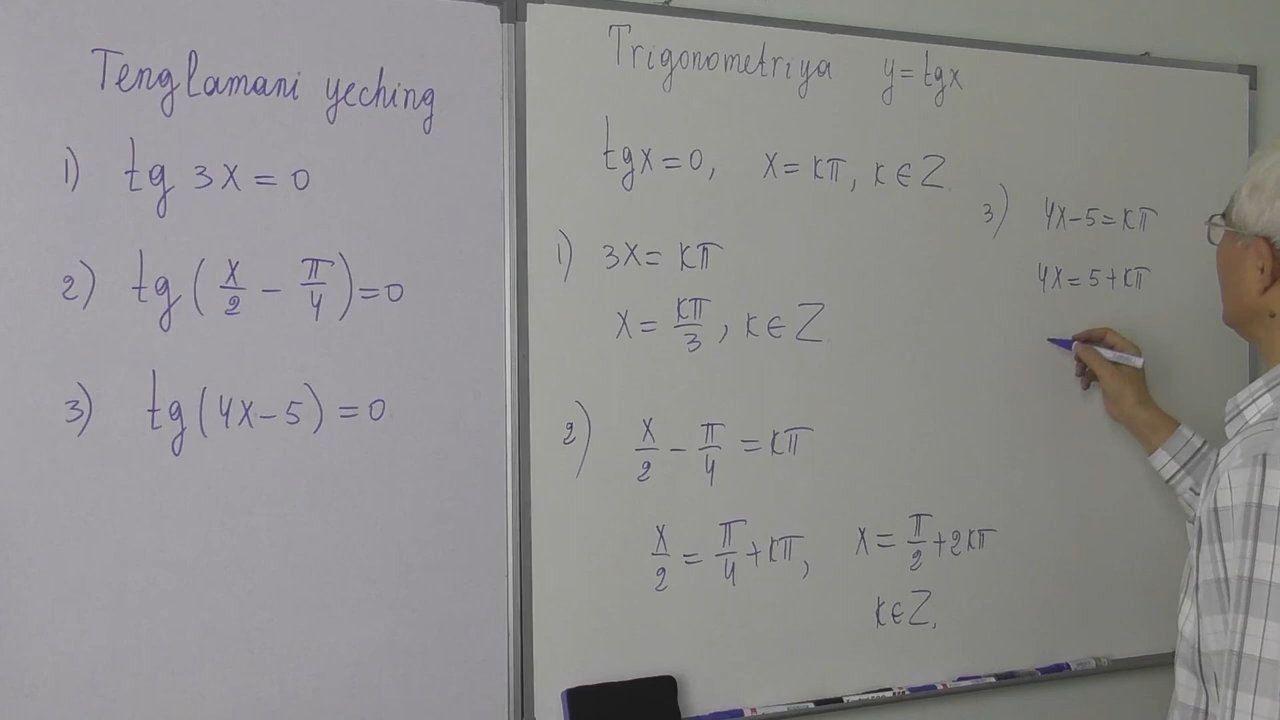 Tenglamani yeching
1) tg 3x = 0
2) tg (x/2 - π/4) = 0
3) tg (4x - 5) = 0
Trigonometriya y = tgx
tgx = 0, x = kπ, k ∈ Z.
1) 3x = kπ
x = kπ/3, k ∈ Z
2) x/2 - π/4 = kπ
x/2 = π/4 + kπ, x = π/2 + 2kπ
k ∈ Z,
3) 4x - 5 = kπ
4x = 5 + kπ